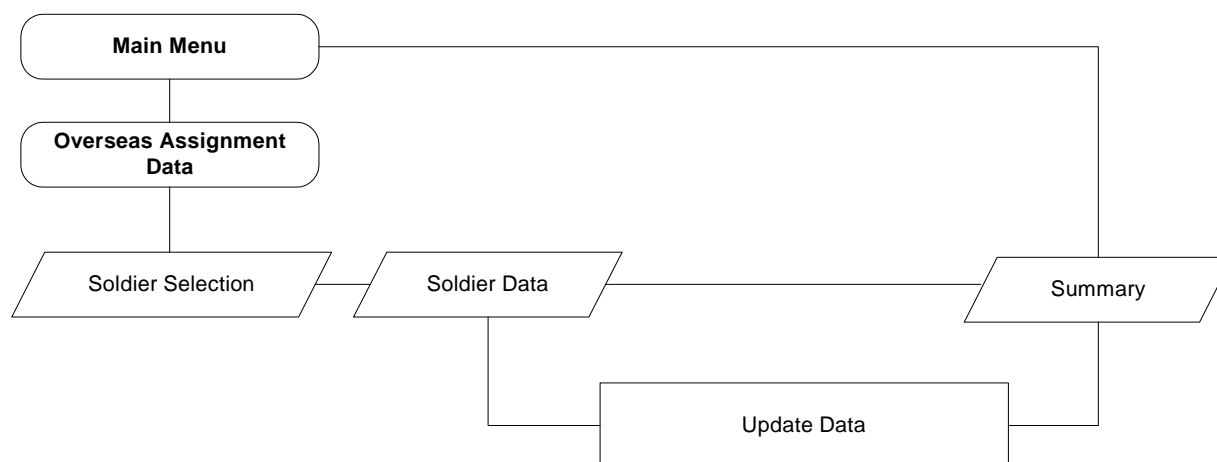 Main Menu
Overseas Assignment
Data
Soldier Selection
Soldier Data
Summary
Update Data